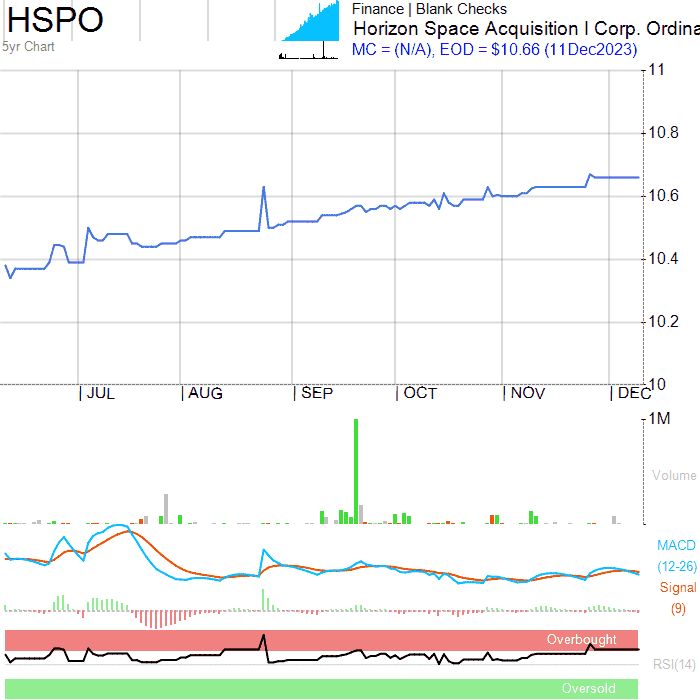 HSPO
5yr Chart
Finance | Blank Checks
Horizon Space Acquisition I Corp. Ordina
MC = (N/A), EOD = $10.66 (11Dec2023)
11
10.8
10.6
10.4
10.2
10
| JUL | AUG | SEP | OCT | NOV | DEC
1M
Volume
MACD
(12-26)
Signal
(9)
Overbought
RSI(14)
Oversold